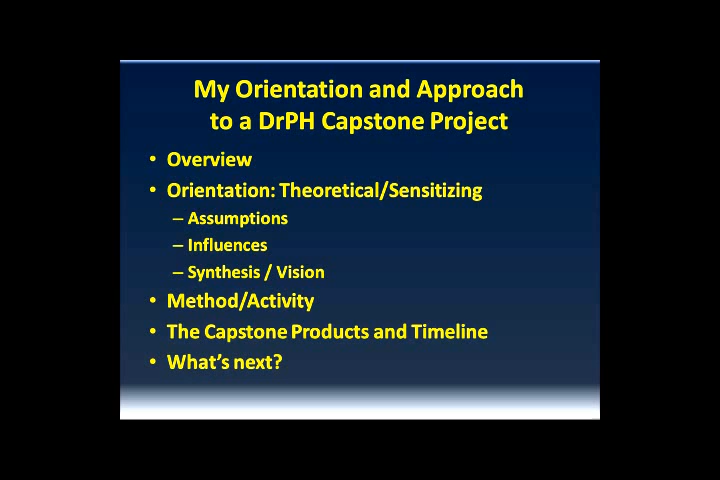 My Orientation and Approach
to a DrPH Capstone Project
• Overview
• Orientation: Theoretical/Sensitizing
– Assumptions
– Influences
– Synthesis / Vision
• Method/Activity
• The Capstone Products and Timeline
• What's next?